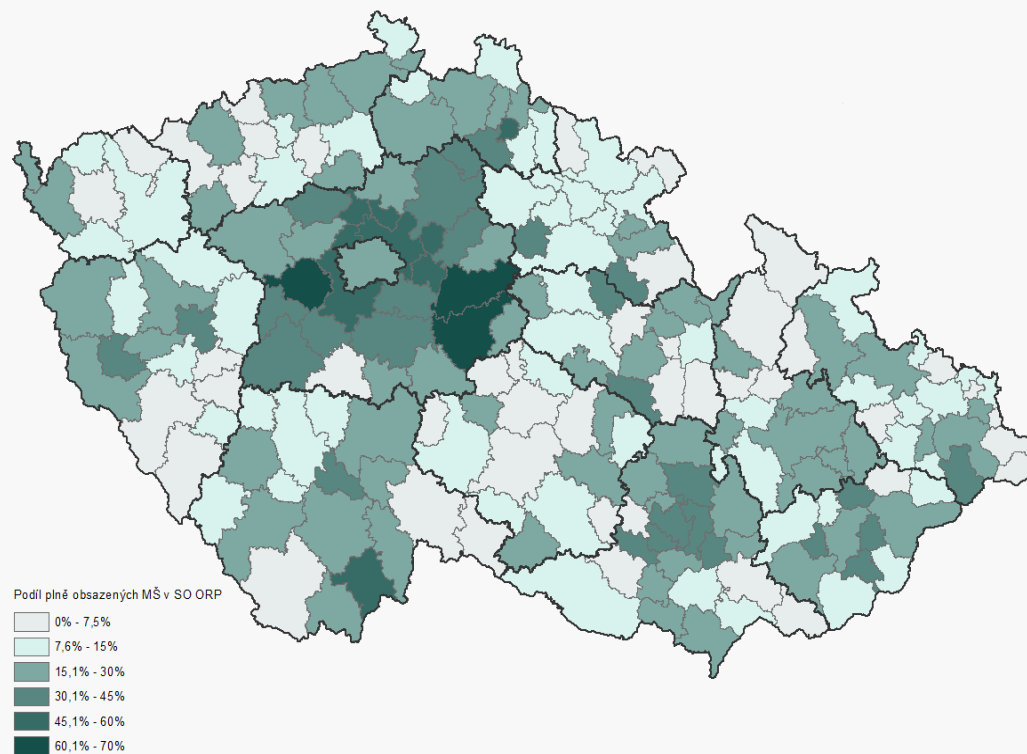 Podíl plně obsazených MŠ v SO ORP
0% - 7,5%
7,6% - 15%
15,1% - 30%
30,1% - 45%
45,1% - 60%
60,1% - 70%